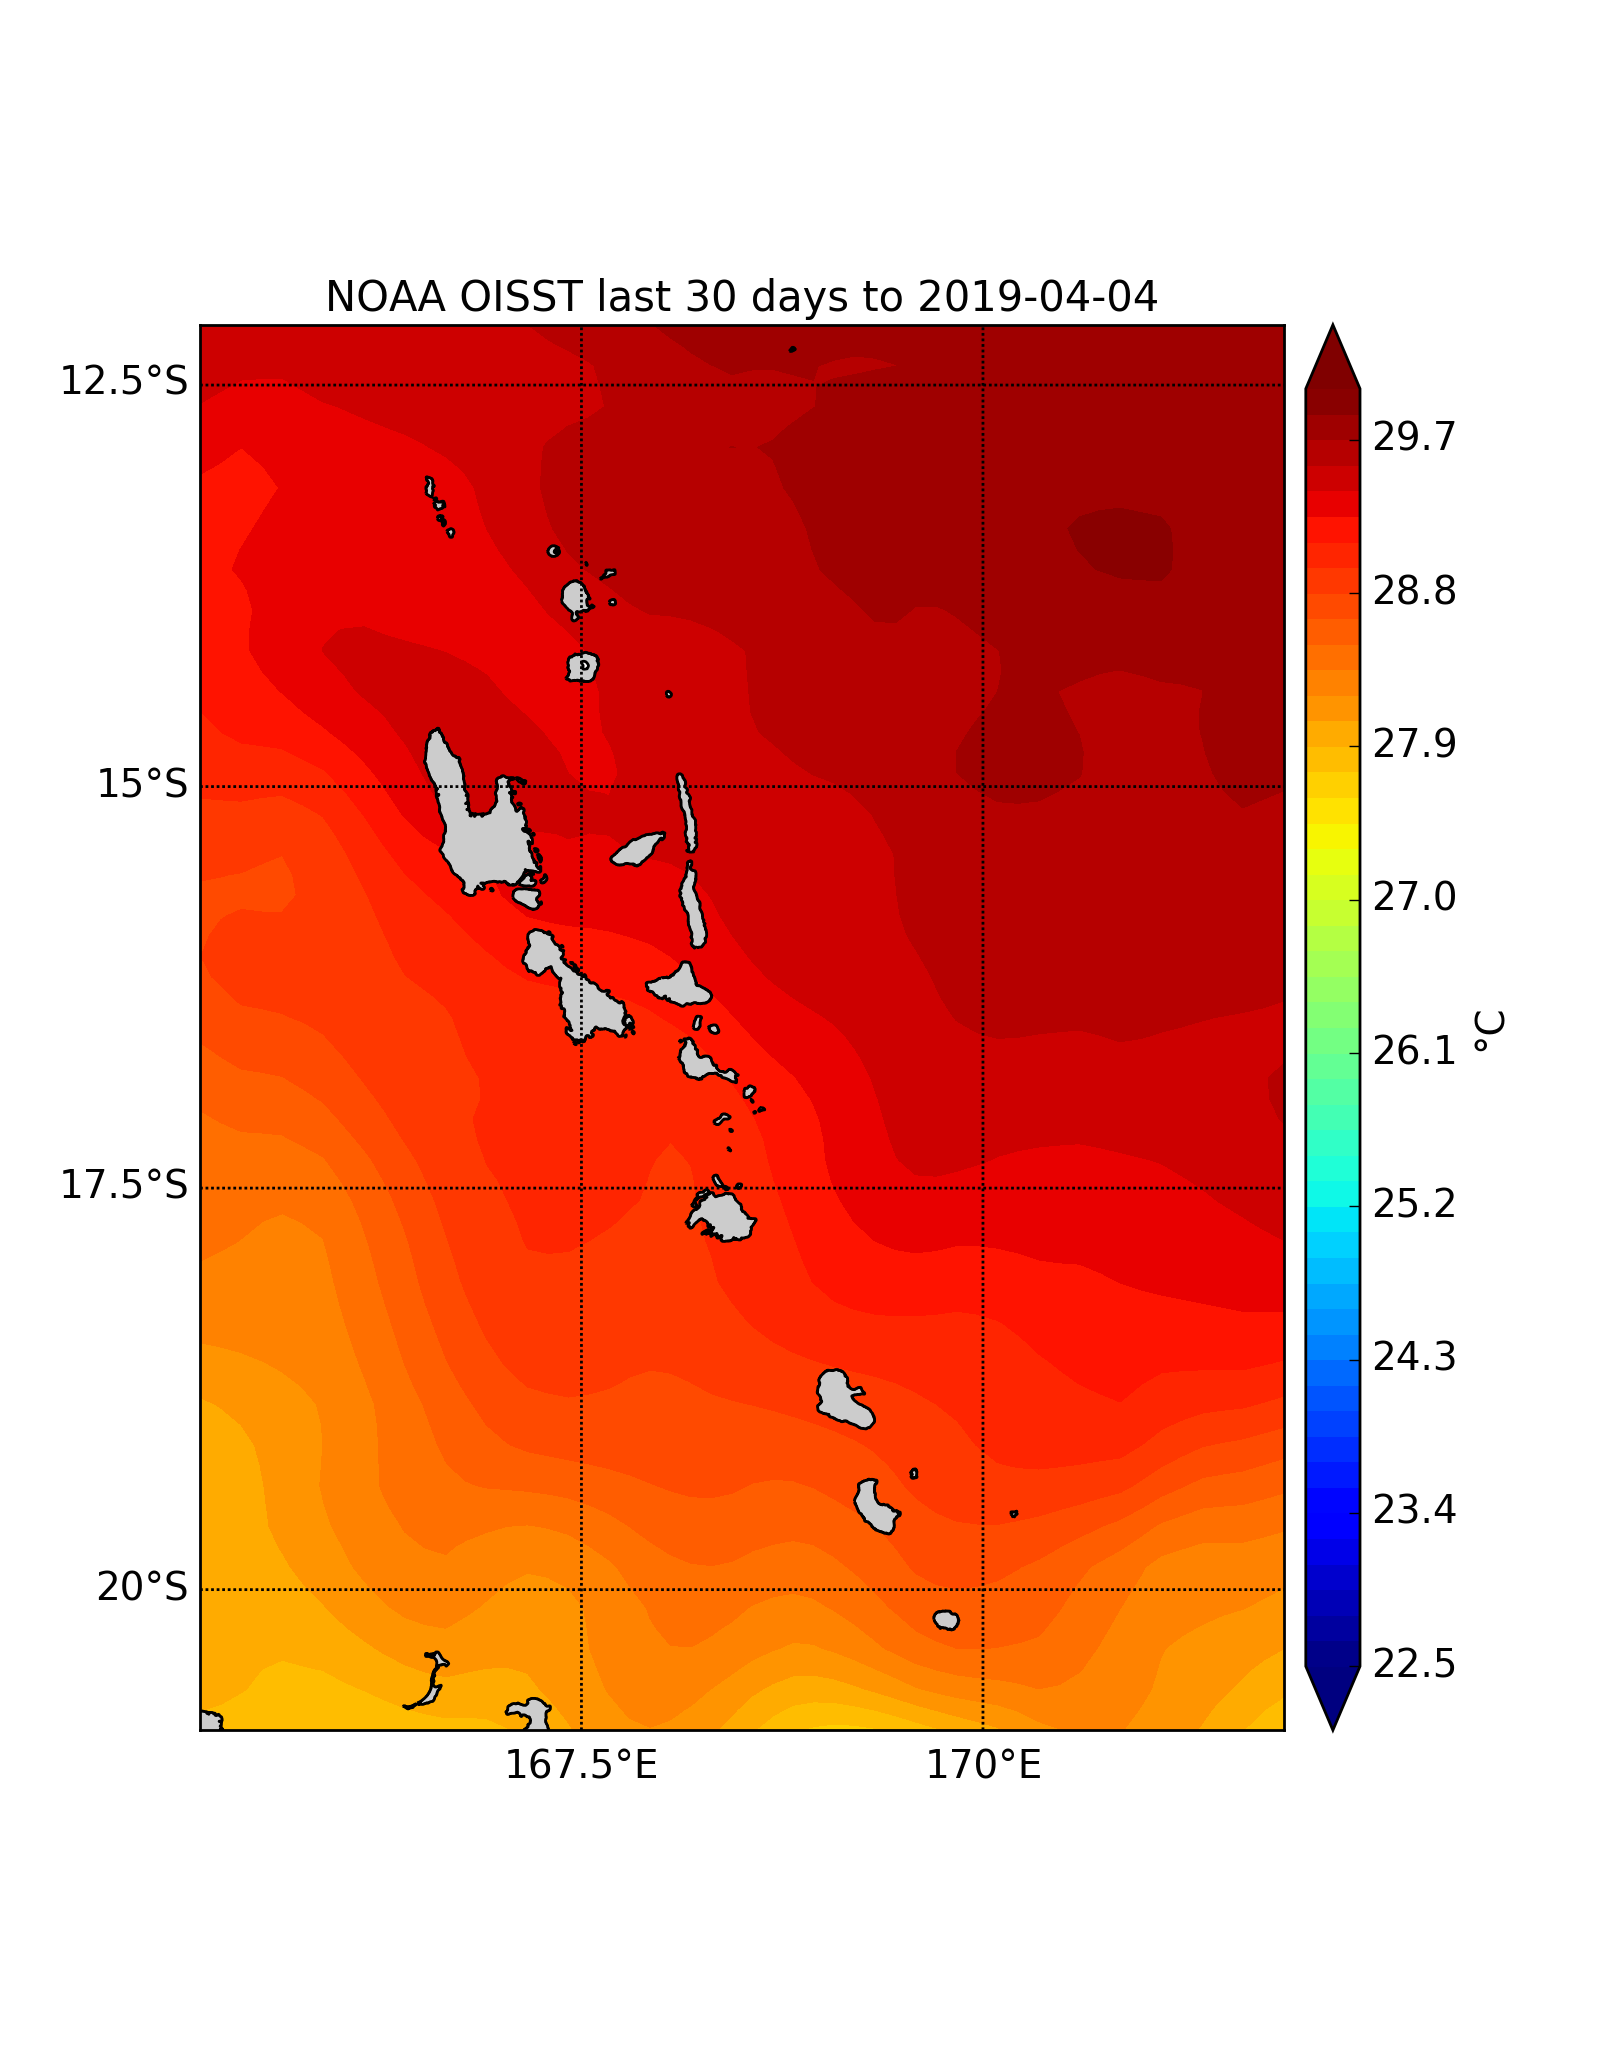 NOAA OISST last 30 days to 2019-04-04
12.5°S
15°S
17.5°S
20°S
167.5°E
170°E
29.7
28.8
27.9
27.0
26.1
25.2
24.3
23.4
22.5
°C